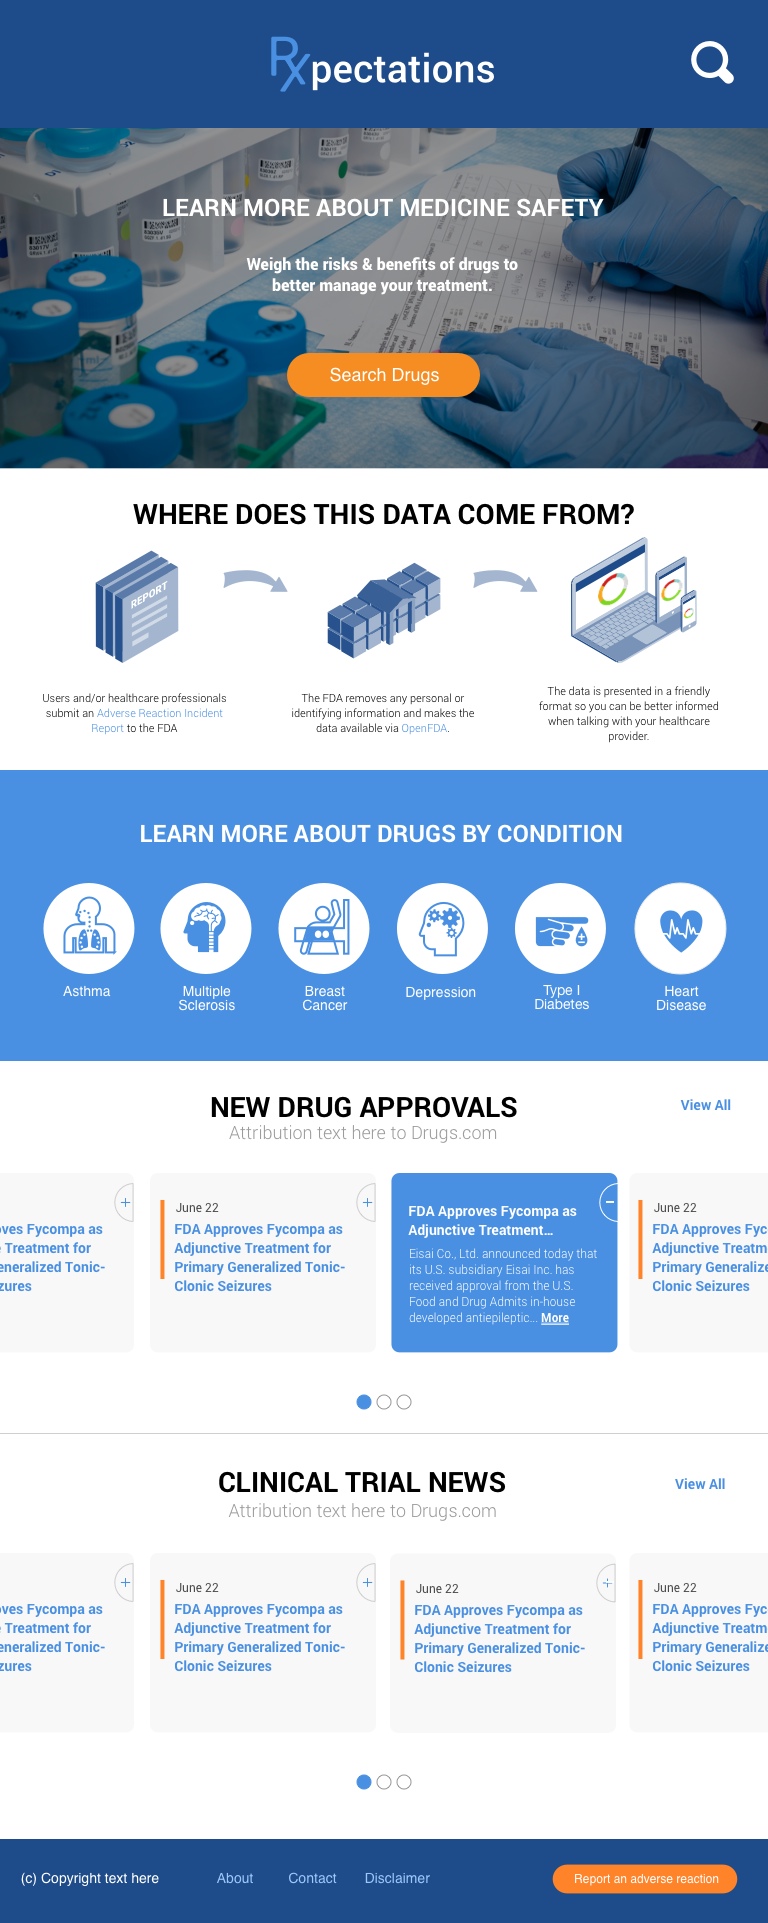 Rxpectations
LEARN MORE ABOUT MEDICINE SAFETY
Weigh the risks & benefits of drugs to
better manage your treatment.
Search Drugs
WHERE DOES THIS DATA COME FROM?
REPORT
Users and/or healthcare professionals
submit an Adverse Reaction Incident
Report to the FDA
The FDA removes any personal or
identifying information and makes the
data available via OpenFDA.
The data is presented in a friendly
format so you can be better informed
when talking with your healthcare
provider.
LEARN MORE ABOUT DRUGS BY CONDITION
Asthma
Multiple
Sclerosis
Breast
Cancer
Depression
Type I
Diabetes
Heart
Disease
NEW DRUG APPROVALS
View All
Attribution text here to Drugs.com
ves Fycompa as
Treatment for
eneralized Tonic-
zures
June 22
FDA Approves Fycompa as
Adjunctive Treatment for
Primary Generalized Tonic-
Clonic Seizures
FDA Approves Fycompa as
Adjunctive Treatment...
Eisai Co., Ltd. announced today that
its U.S. subsidiary Eisai Inc. has
received approval from the U.S.
Food and Drug Admits in-house
developed antiepileptic... More
June 22
FDA Approves Fyc
Adjunctive Treatm
Primary Generalize
Clonic Seizures
CLINICAL TRIAL NEWS
View All
Attribution text here to Drugs.com
ves Fycompa as
Treatment for
eneralized Tonic-
zures
June 22
FDA Approves Fycompa as
Adjunctive Treatment for
Primary Generalized Tonic-
Clonic Seizures
June 22
FDA Approves Fycompa as
Adjunctive Treatment for
Primary Generalized Tonic-
Clonic Seizures
June 22
FDA Approves Fyc
Adjunctive Treatm
Primary Generalize
Clonic Seizures
(c) Copyright text here
About
Contact
Disclaimer
Report an adverse reaction